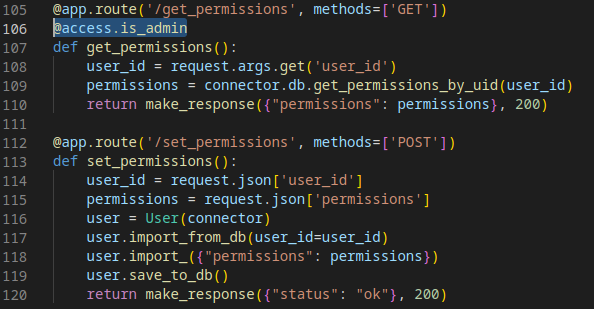 105 @app.route('/get_permissions', methods=['GET'])
106 @access.is_admin
107 def get_permissions():
108     user_id = request.args.get('user_id')
109     permissions = connector.db.get_permissions_by_uid(user_id)
110     return make_response({"permissions": permissions}, 200)
111
112 @app.route('/set_permissions', methods=['POST'])
113 def set_permissions():
114     user_id = request.json['user_id']
115     permissions = request.json['permissions']
116     user = User(connector)
117     user.import_from_db(user_id=user_id)
118     user.import_({"permissions": permissions})
119     user.save_to_db()
120     return make_response({"status": "ok"}, 200)